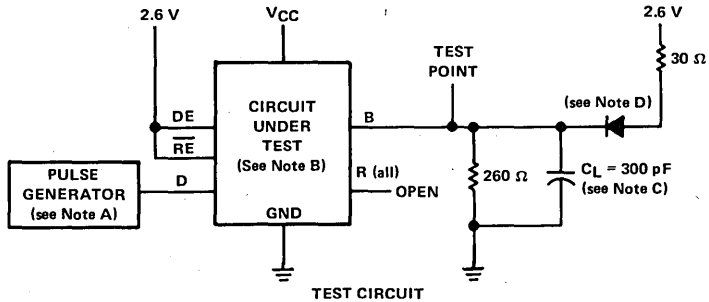 2.6 V
VCC
2.6 V
TEST
POINT
30 Ω
DE
RE
CIRCUIT
UNDER
TEST
(See Note B)
B
(see Note D)
PULSE
GENERATOR
(see Note A)
D
R (all)
OPEN
260 Ω
CL = 300 pF
(see Note C)
GND
TEST CIRCUIT